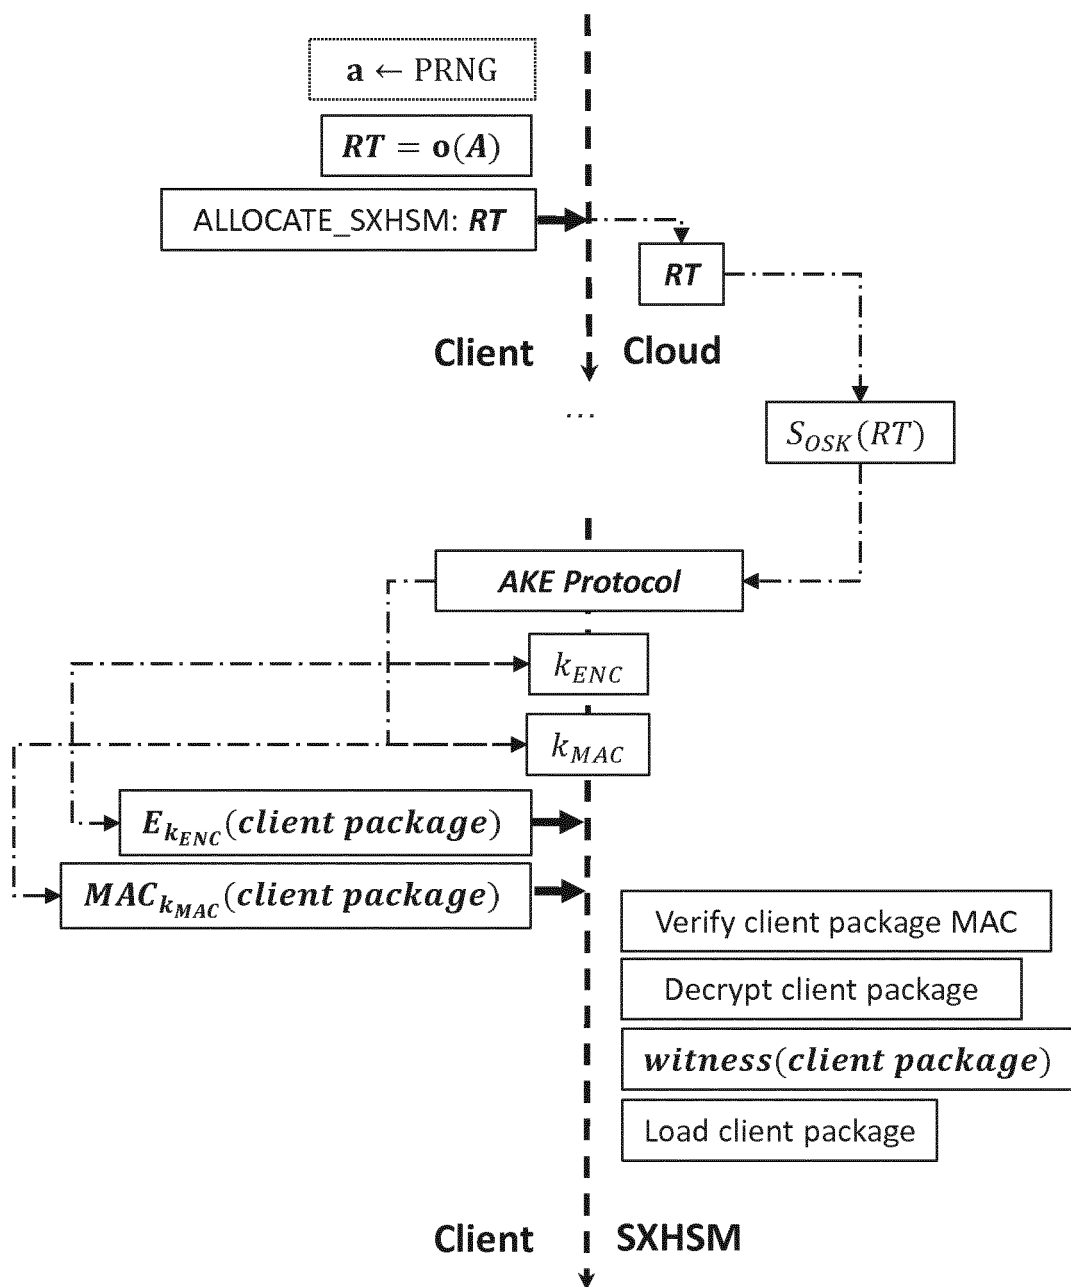 a ← PRNG
RT = o(A)
ALLOCATE_SXHSM: RT
RT
Client Cloud
...
S_OSK(RT)
AKE Protocol
k_ENC
k_MAC
E_k_ENC(client package)
MAC_k_MAC(client package)
Verify client package MAC
Decrypt client package
witness(client package)
Load client package
Client SXHSM